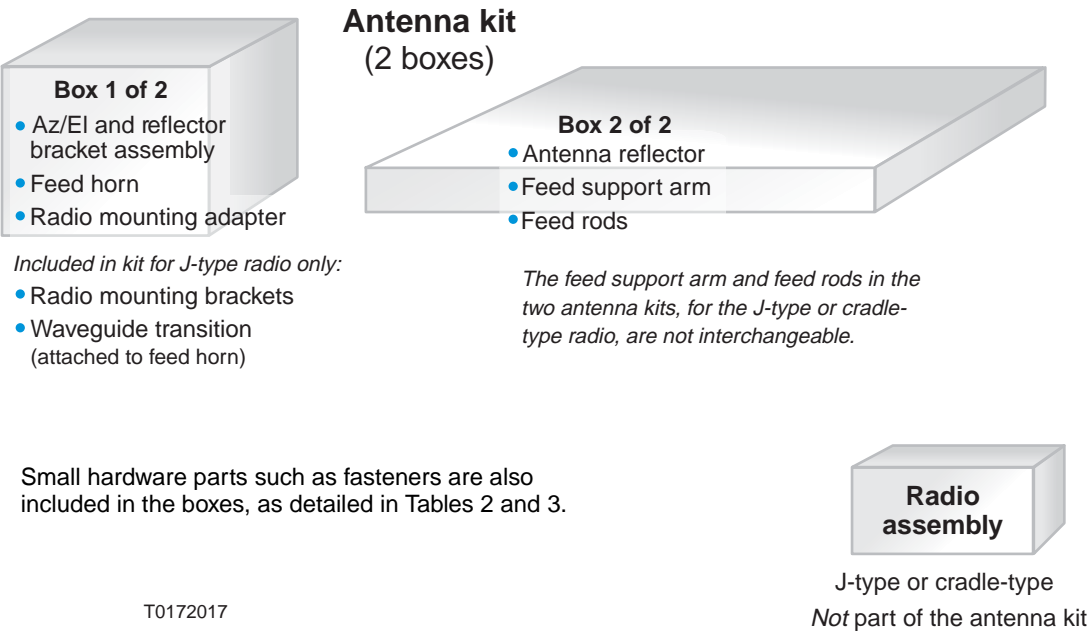 Antenna kit
(2 boxes)
Box 1 of 2
Az/El and reflector
bracket assembly
Feed horn
Radio mounting adapter
Included in kit for J-type radio only:
Radio mounting brackets
Waveguide transition
(attached to feed horn)
Box 2 of 2
Antenna reflector
Feed support arm
Feed rods
The feed support arm and feed rods in the
two antenna kits, for the J-type or cradle-
type radio, are not interchangeable.
Small hardware parts such as fasteners are also
included in the boxes, as detailed in Tables 2 and 3.
Radio
assembly
J-type or cradle-type
Not part of the antenna kit
T0172017